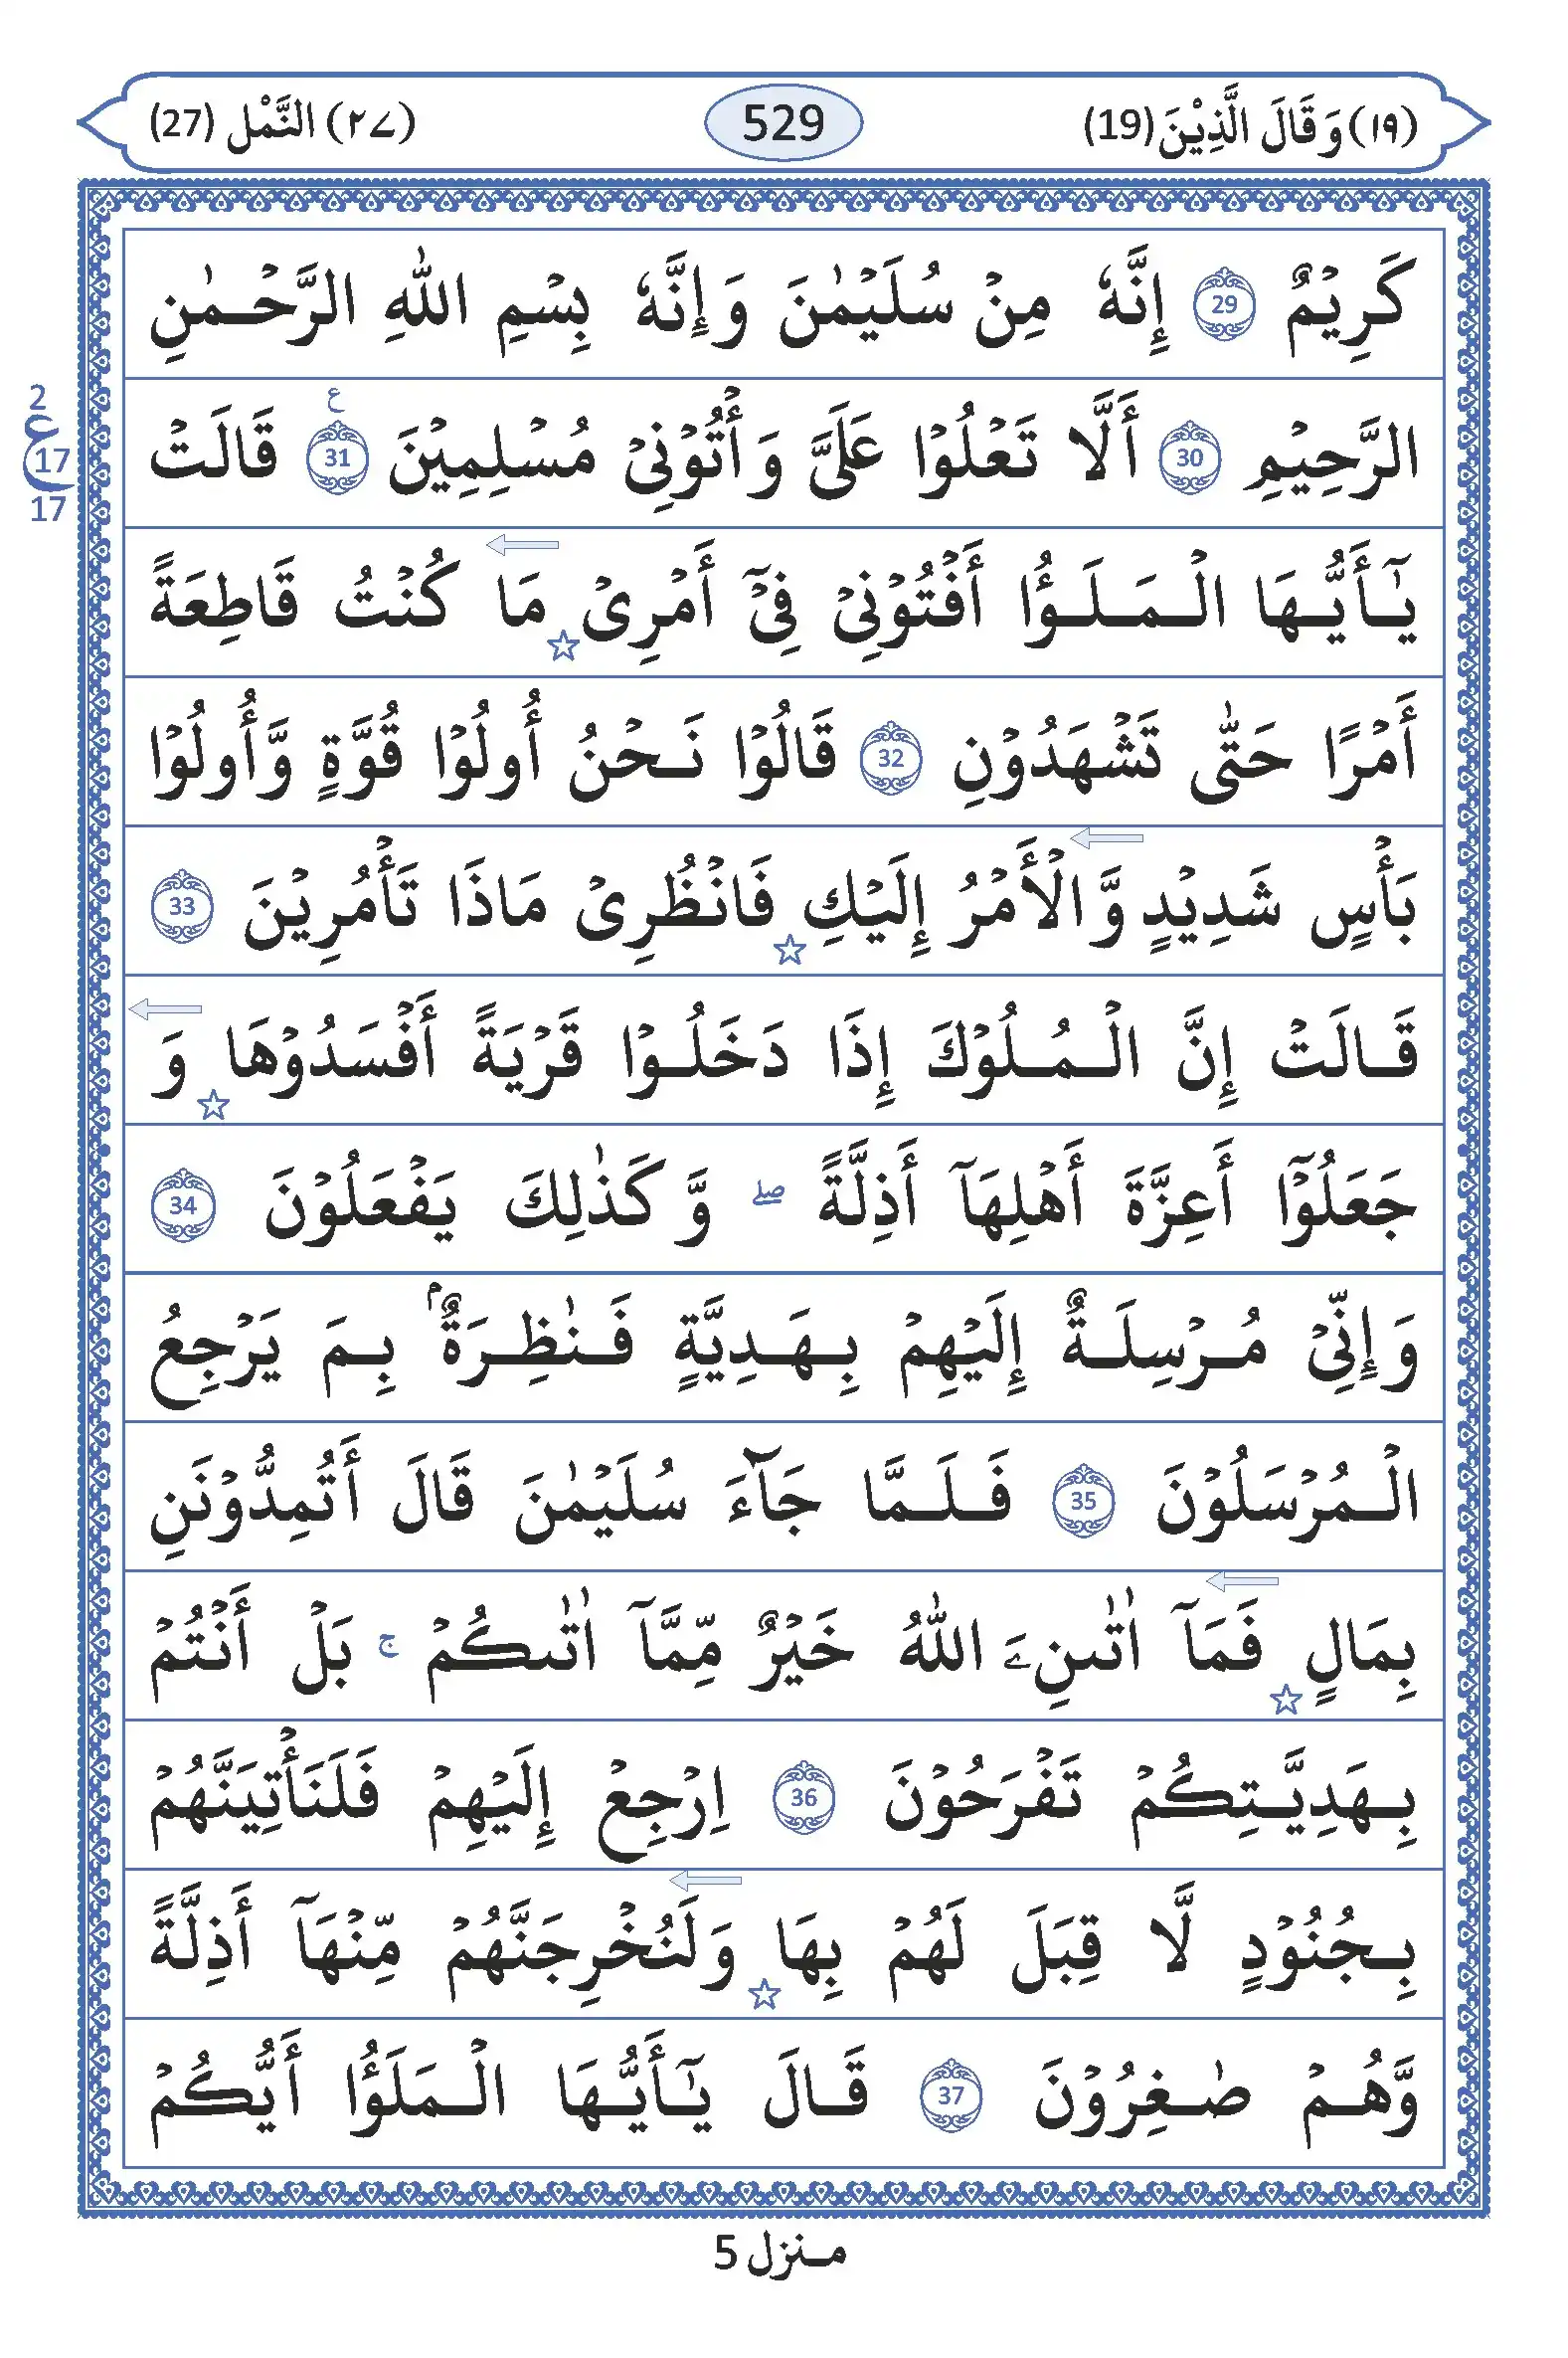 (١٩) وَقَالَ الَّذِيْنَ (19)
529
(٢٧) النَّمْل (27)
كَرِيْمٌ 29 إِنَّهٗ مِنْ سُلَيْمٰنَ وَإِنَّهٗ بِسْمِ اللّٰهِ الرَّحْمٰنِ
الرَّحِيْمِ 30 أَلَّا تَعْلُوْا عَلَيَّ وَأْتُوْنِيْ مُسْلِمِيْنَ 31 ع قَالَتْ
2
ع
17
17
يٰٓأَيُّهَا الْمَلَؤُا أَفْتُوْنِيْ فِيْٓ أَمْرِيْ ☆ ← مَا كُنْتُ قَاطِعَةً
أَمْرًا حَتّٰى تَشْهَدُوْنِ 32 قَالُوْا نَحْنُ أُولُوْا قُوَّةٍ وَّأُولُوْا
بَأْسٍ شَدِيْدٍ وَّالْأَمْرُ إِلَيْكِ ☆ ← فَانْظُرِيْ مَاذَا تَأْمُرِيْنَ 33
قَالَتْ إِنَّ الْمُلُوْكَ إِذَا دَخَلُوْا قَرْيَةً أَفْسَدُوْهَا ☆ ← وَ
جَعَلُوْٓا أَعِزَّةَ أَهْلِهَآ أَذِلَّةً ۖ وَّكَذٰلِكَ يَفْعَلُوْنَ 34
وَإِنِّيْ مُرْسِلَةٌ إِلَيْهِمْ بِهَدِيَّةٍ فَنٰظِرَةٌۢ بِمَ يَرْجِعُ
الْمُرْسَلُوْنَ 35 فَلَمَّا جَآءَ سُلَيْمٰنَ قَالَ أَتُمِدُّوْنَنِ
بِمَالٍ ☆ ← فَمَآ اٰتٰىنِۦَ اللّٰهُ خَيْرٌ مِّمَّآ اٰتٰىكُمْ ۚ بَلْ أَنْتُمْ
بِهَدِيَّتِكُمْ تَفْرَحُوْنَ 36 اِرْجِعْ إِلَيْهِمْ فَلَنَأْتِيَنَّهُمْ
بِجُنُوْدٍ لَّا قِبَلَ لَهُمْ بِهَا ☆ ← وَلَنُخْرِجَنَّهُمْ مِّنْهَآ أَذِلَّةً
وَّهُمْ صٰغِرُوْنَ 37 قَالَ يٰٓأَيُّهَا الْمَلَؤُا أَيُّكُمْ
منزل 5